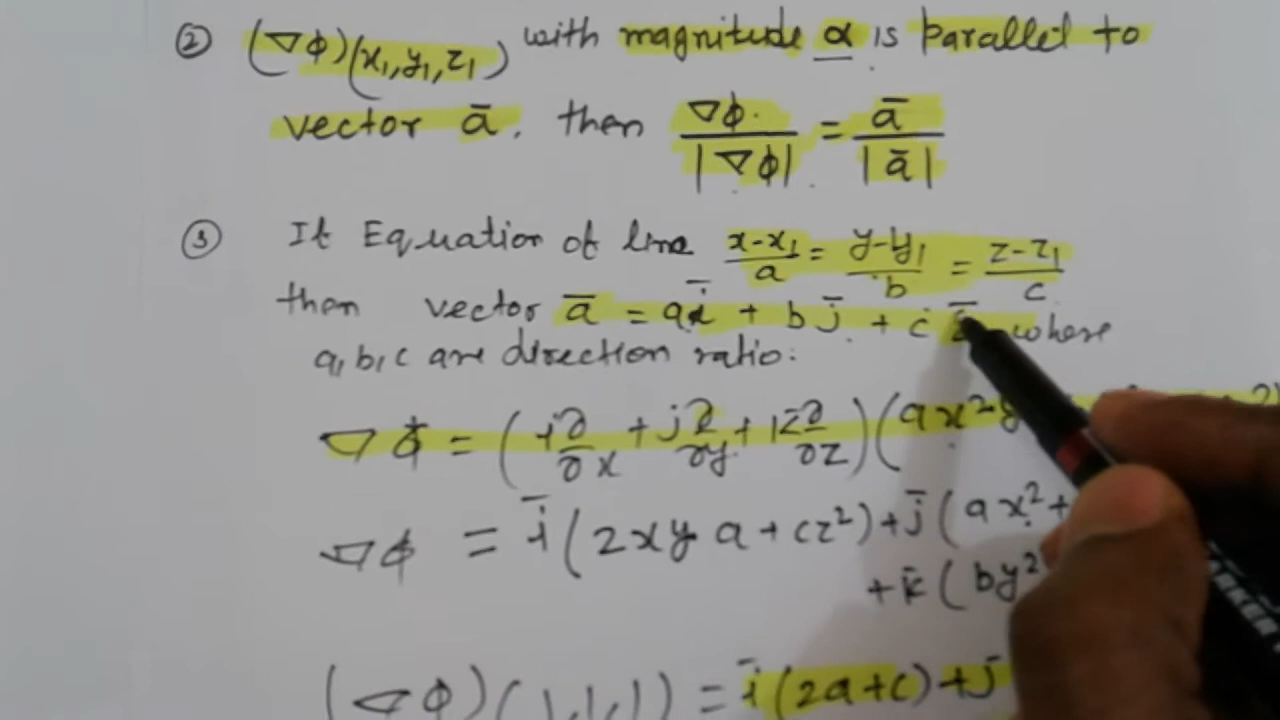 ② (∇ϕ)(x₁,y₁,z₁) with magnitude α is parallel to
vector ā. then ∇ϕ/|∇ϕ| = ā/|ā|
③ If Equation of line x-x₁/a = y-y₁/b = z-z₁/c
then vector ā = aī + bj̄ + c where
a, b, c are direction ratio.
∇ϕ = (ī∂/∂x + j∂/∂y + k̄∂/∂z)(ax²y
∇ϕ = ī(2xya+cz²)+j̄(ax²+
+k̄(by²
(∇ϕ)(1,1,1) = ī(2a+c)+j̄